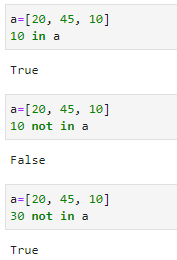 a=[20, 45, 10]
10 in a
True
a=[20, 45, 10]
10 not in a
False
a=[20, 45, 10]
30 not in a
True